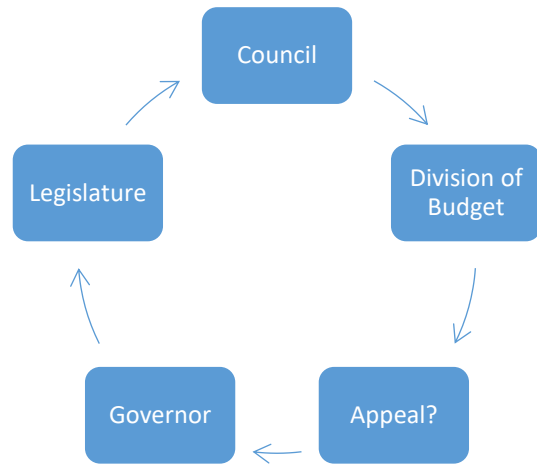 Council
Division of
Budget
Appeal?
Governor
Legislature